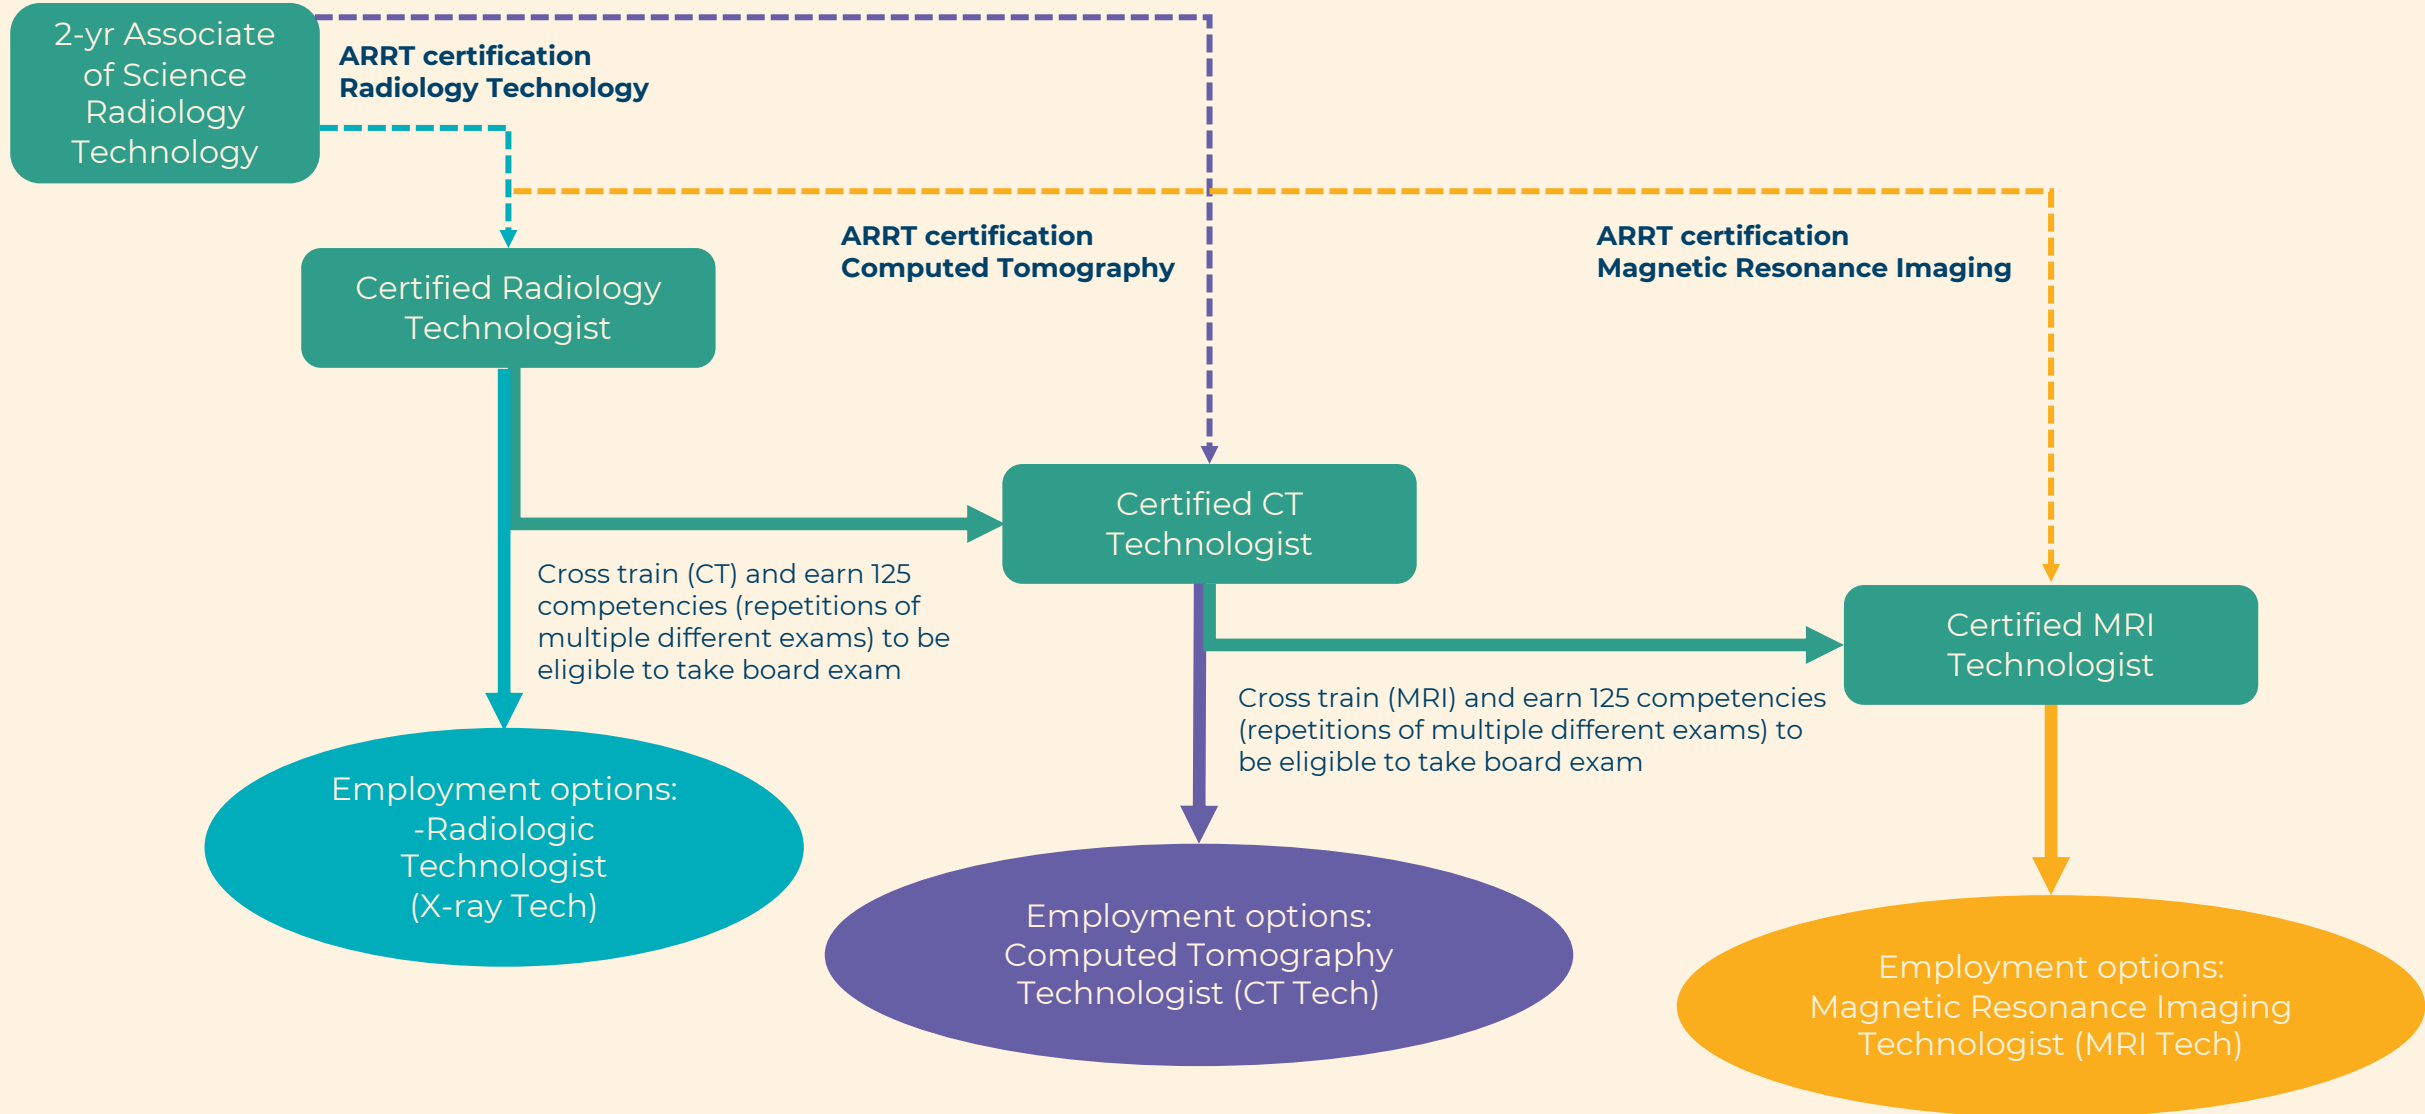 2-yr Associate
of Science
Radiology
Technology
ARRT certification
Radiology Technology
ARRT certification
Computed Tomography
ARRT certification
Magnetic Resonance Imaging
Certified Radiology
Technologist
Certified CT
Technologist
Cross train (CT) and earn 125
competencies (repetitions of
multiple different exams) to be
eligible to take board exam
Certified MRI
Technologist
Cross train (MRI) and earn 125 competencies
(repetitions of multiple different exams) to
be eligible to take board exam
Employment options:
-Radiologic
Technologist
(X-ray Tech)
Employment options:
Computed Tomography
Technologist (CT Tech)
Employment options:
Magnetic Resonance Imaging
Technologist (MRI Tech)